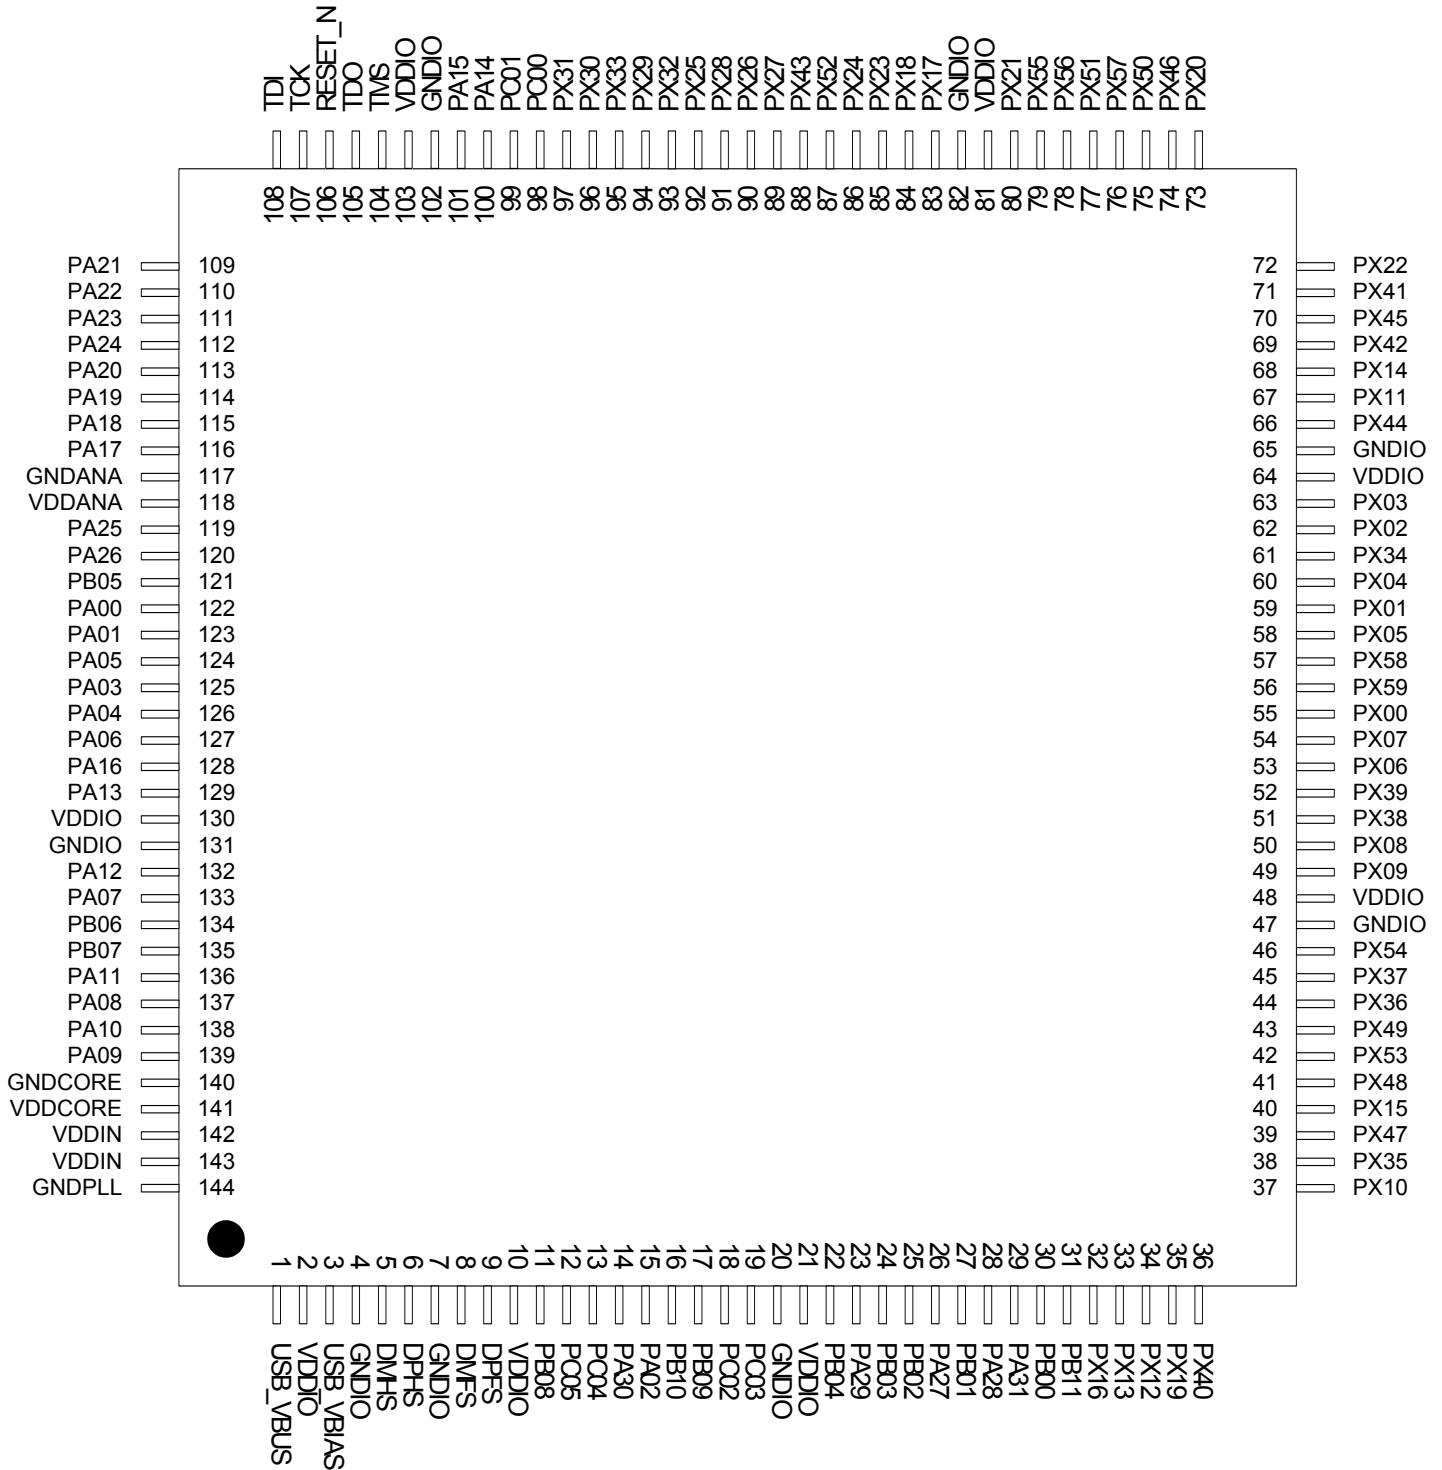 TDI
TCK
RESET_N
TDO
TMS
VDDIO
GNDIO
PA15
PA14
PC01
PC00
PX31
PX30
PX33
PX29
PX32
PX25
PX28
PX26
PX27
PX43
PX52
PX24
PX23
PX18
PX17
GNDIO
VDDIO
PX21
PX55
PX56
PX51
PX57
PX50
PX46
PX20
108
107
106
105
104
103
102
101
100
99
98
97
96
95
94
93
92
91
90
89
88
87
86
85
84
83
82
81
80
79
78
77
76
75
74
73
PA21 109
PA22 110
PA23 111
PA24 112
PA20 113
PA19 114
PA18 115
PA17 116
GNDANA 117
VDDANA 118
PA25 119
PA26 120
PB05 121
PA00 122
PA01 123
PA05 124
PA03 125
PA04 126
PA06 127
PA16 128
PA13 129
VDDIO 130
GNDIO 131
PA12 132
PA07 133
PB06 134
PB07 135
PA11 136
PA08 137
PA10 138
PA09 139
GNDCORE 140
VDDCORE 141
VDDIN 142
VDDIN 143
GNDPLL 144
72 PX22
71 PX41
70 PX45
69 PX42
68 PX14
67 PX11
66 PX44
65 GNDIO
64 VDDIO
63 PX03
62 PX02
61 PX34
60 PX04
59 PX01
58 PX05
57 PX58
56 PX59
55 PX00
54 PX07
53 PX06
52 PX39
51 PX38
50 PX08
49 PX09
48 VDDIO
47 GNDIO
46 PX54
45 PX37
44 PX36
43 PX49
42 PX53
41 PX48
40 PX15
39 PX47
38 PX35
37 PX10
1
2
3
4
5
6
7
8
9
10
11
12
13
14
15
16
17
18
19
20
21
22
23
24
25
26
27
28
29
30
31
32
33
34
35
36
USB_VBUS
VDDIO
USB_VBIAS
GNDIO
DMHS
DPHS
GNDIO
DMFS
DPFS
VDDIO
PB08
PC05
PC04
PA30
PA02
PB10
PB09
PC02
PC03
GNDIO
VDDIO
PB04
PA29
PB03
PB02
PA27
PB01
PA28
PA31
PB00
PB11
PX16
PX13
PX12
PX19
PX40